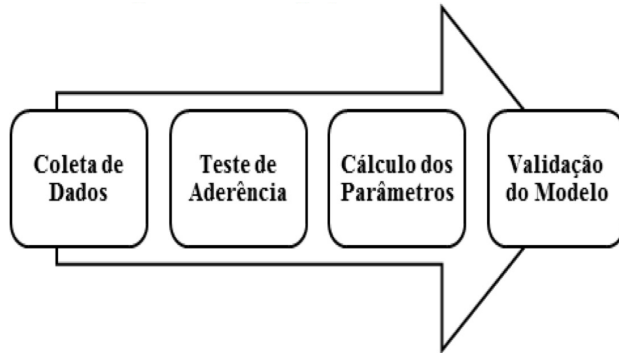 Coleta de
Dados
Teste de
Aderência
Cálculo dos
Parâmetros
Validação
do Modelo